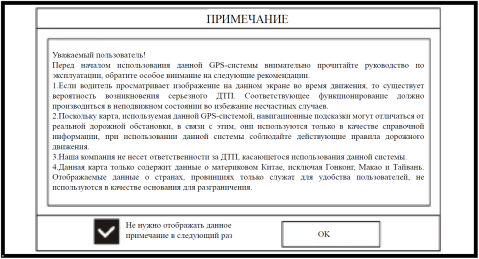 ПРИМЕЧАНИЕ
Уважаемый пользователь!
Перед началом использования данной GPS-системы внимательно прочитайте руководство по
эксплуатации, обратите особое внимание на следующие рекомендации.
1.Если водитель просматривает изображение на данном экране во время движения, то существует
вероятность возникновения серьезного ДТП. Соответствующее функционирование должно
производиться в неподвижном состоянии во избежание несчастных случаев.
2.Поскольку карта, используемая данной GPS-системой, навигационные подсказки могут отличаться от
реальной дорожной обстановки, в связи с этим, они используются только в качестве справочной
информации, при использовании данной системы соблюдайте действующие правила дорожного
движения.
3.Наша компания не несет ответственности за ДТП, касающегося использования данной системы.
4.Данная карта только содержит данные о материковом Китае, исключая Гонконг, Макао и Тайвань.
Отображаемые данные о странах, провинциях только служат для удобства пользователей, не
используются в качестве основания для разграничения.
Не нужно отображать данное
примечание в следующий раз
OK